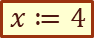 x := 4